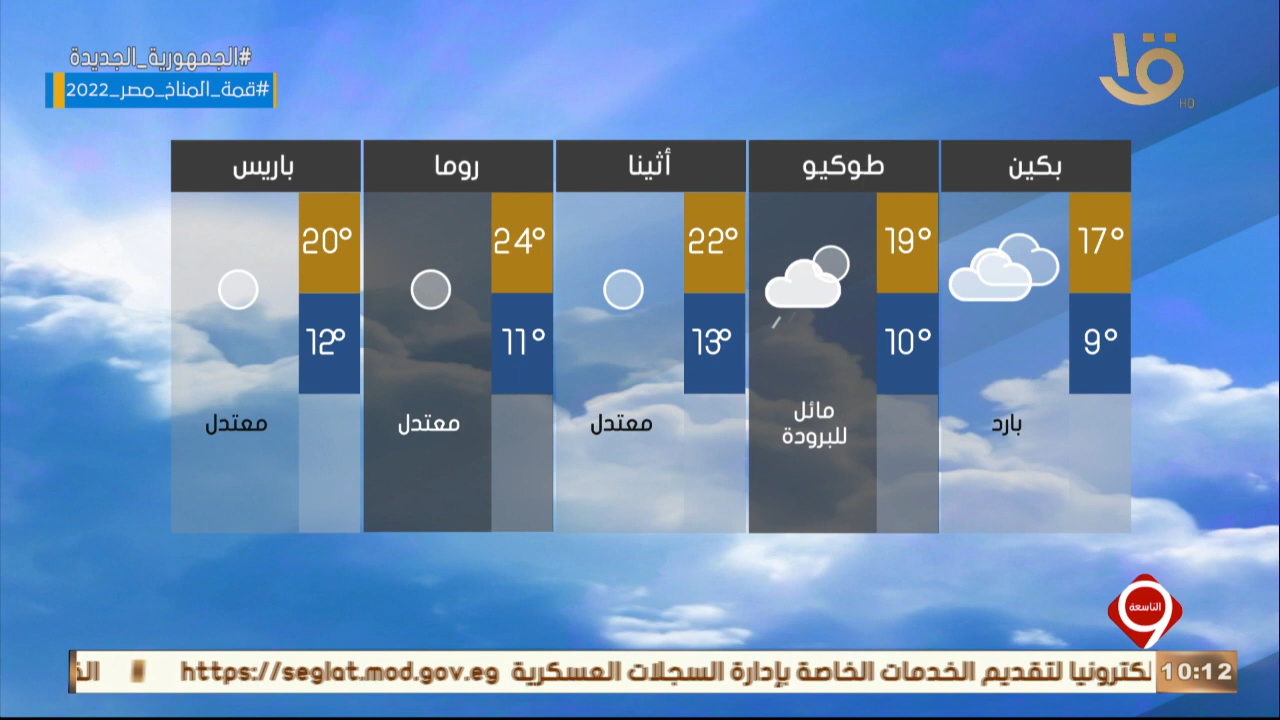 #الجمهورية_الجديدة
#قمة_المناخ_مصر_2022
HD
بكين
17°
9°
بارد
طوكيو
19°
10°
مائل
للبرودة
أثينا
22°
13°
معتدل
روما
24°
11°
معتدل
باريس
20°
12°
معتدل
التاسعة
9
10:12
لكترونيا لتقديم الخدمات الخاصة بإدارة السجلات العسكرية https://seglat.mod.gov.eg